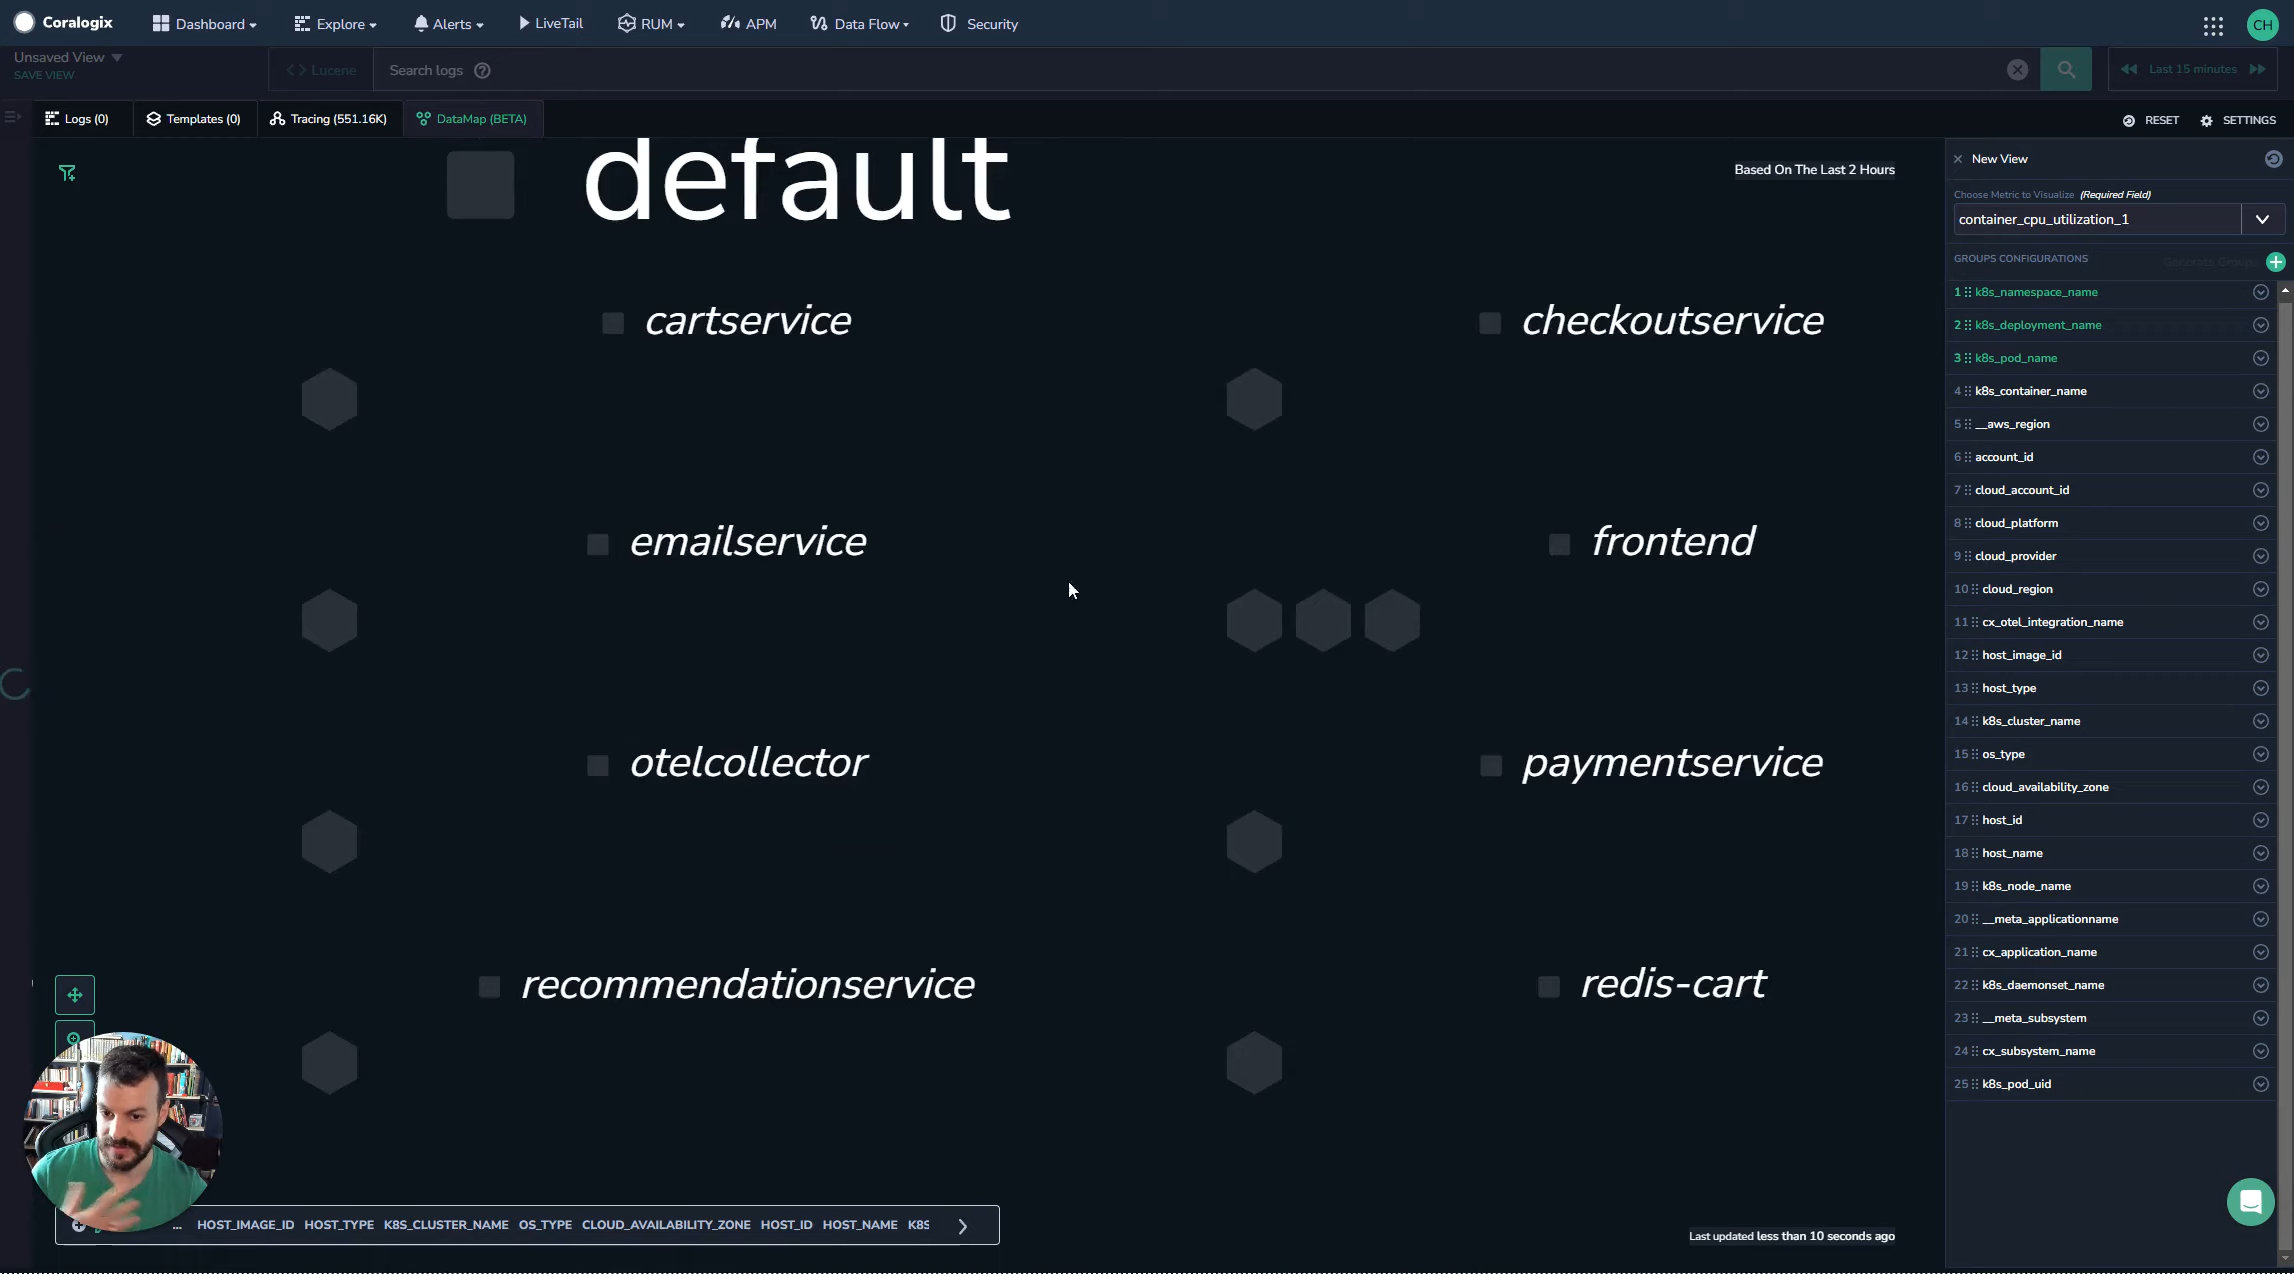 Coralogix
Dashboard
Explore
Alerts
LiveTail
RUM
APM
Data Flow
Security
CH
Unsaved View
SAVE VIEW
Lucene
Search logs
Last 15 minutes
Logs (0)
Templates (0)
Tracing (551.16K)
DataMap (BETA)
RESET
SETTINGS
default
Based On The Last 2 Hours
cartservice
checkoutservice
emailservice
frontend
otelcollector
paymentservice
recommendationservice
redis-cart
... HOST_IMAGE_ID HOST_TYPE K8S_CLUSTER_NAME OS_TYPE CLOUD_AVAILABILITY_ZONE HOST_ID HOST_NAME K8S
Last updated less than 10 seconds ago
New View
Choose Metric to Visualize (Required Field)
container_cpu_utilization_1
GROUPS CONFIGURATIONS
Generate Groups
1 k8s_namespace_name
2 k8s_deployment_name
3 k8s_pod_name
4 k8s_container_name
5 __aws_region
6 account_id
7 cloud_account_id
8 cloud_platform
9 cloud_provider
10 cloud_region
11 cx_otel_integration_name
12 host_image_id
13 host_type
14 k8s_cluster_name
15 os_type
16 cloud_availability_zone
17 host_id
18 host_name
19 k8s_node_name
20 __meta_applicationname
21 cx_application_name
22 k8s_daemonset_name
23 __meta_subsystem
24 cx_subsystem_name
25 k8s_pod_uid